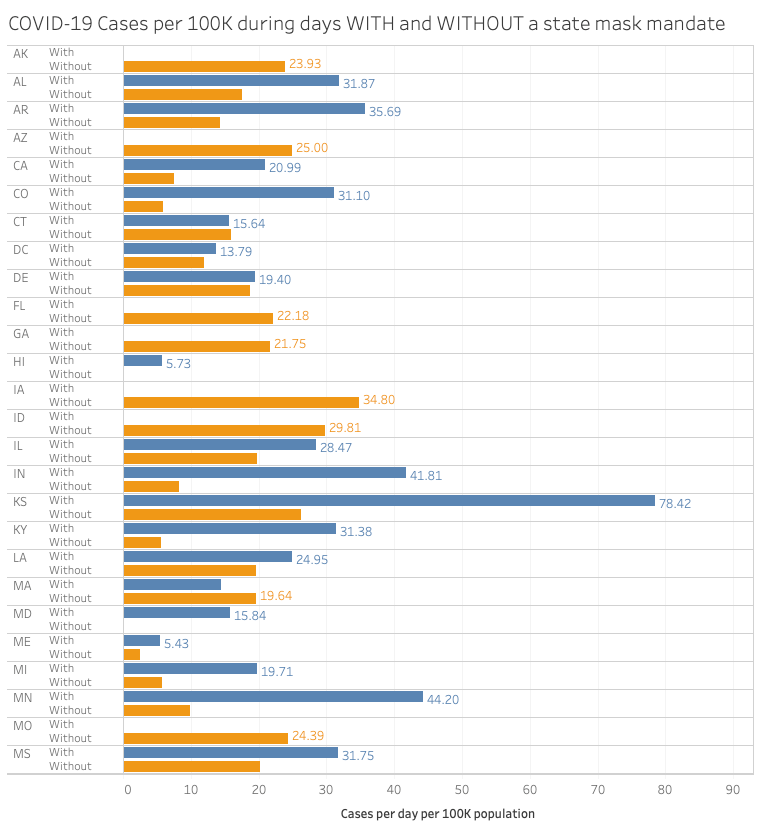 COVID-19 Cases per 100K during days WITH and WITHOUT a state mask mandate
AK With
Without 23.93
AL With 31.87
Without
AR With 35.69
Without
AZ With
Without 25.00
CA With 20.99
Without
CO With 31.10
Without
CT With 15.64
Without
DC With 13.79
Without
DE With 19.40
Without
FL With
Without 22.18
GA With
Without 21.75
HI With 5.73
Without
IA With
Without 34.80
ID With
Without 29.81
IL With 28.47
Without
IN With 41.81
Without
KS With 78.42
Without
KY With 31.38
Without
LA With 24.95
Without
MA With
Without 19.64
MD With 15.84
Without
ME With 5.43
Without
MI With 19.71
Without
MN With 44.20
Without
MO With
Without 24.39
MS With 31.75
Without
0 10 20 30 40 50 60 70 80 90
Cases per day per 100K population